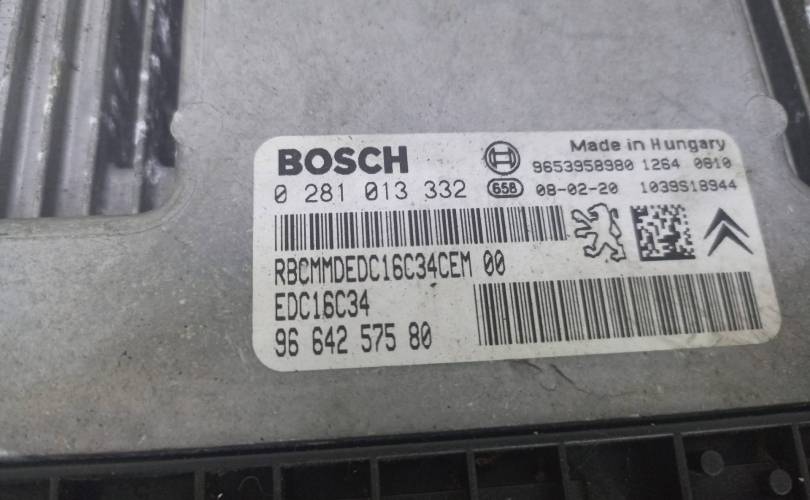 BOSCH
Made in Hungary
9653958980 1264 0810
0 281 013 332
658 08-02-20 1039S18944
RBCMMDEDC16C34CEM 00
EDC16C34
96 642 575 80